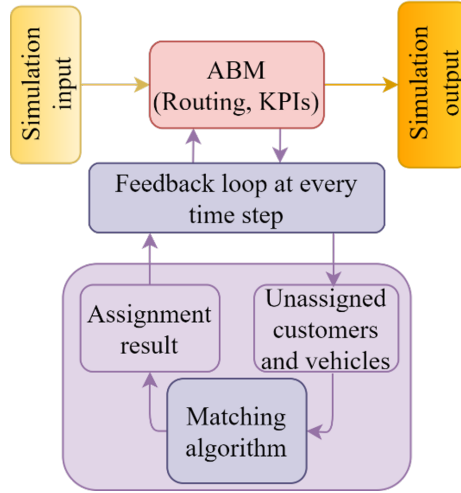 Simulation
input
ABM
(Routing, KPIs)
Simulation
output
Feedback loop at every
time step
Assignment
result
Unassigned
customers
and vehicles
Matching
algorithm